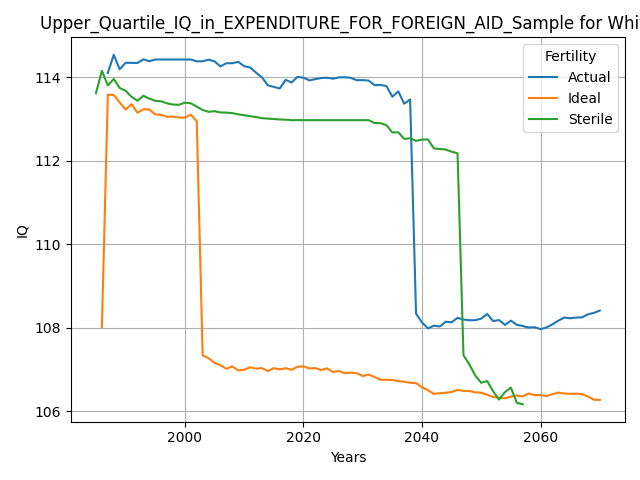 Upper_Quartile_IQ_in_EXPENDITURE_FOR_FOREIGN_AID_Sample for Whi
Fertility
Actual
Ideal
Sterile
114
112
110
108
106
IQ
2000
2020
2040
2060
Years